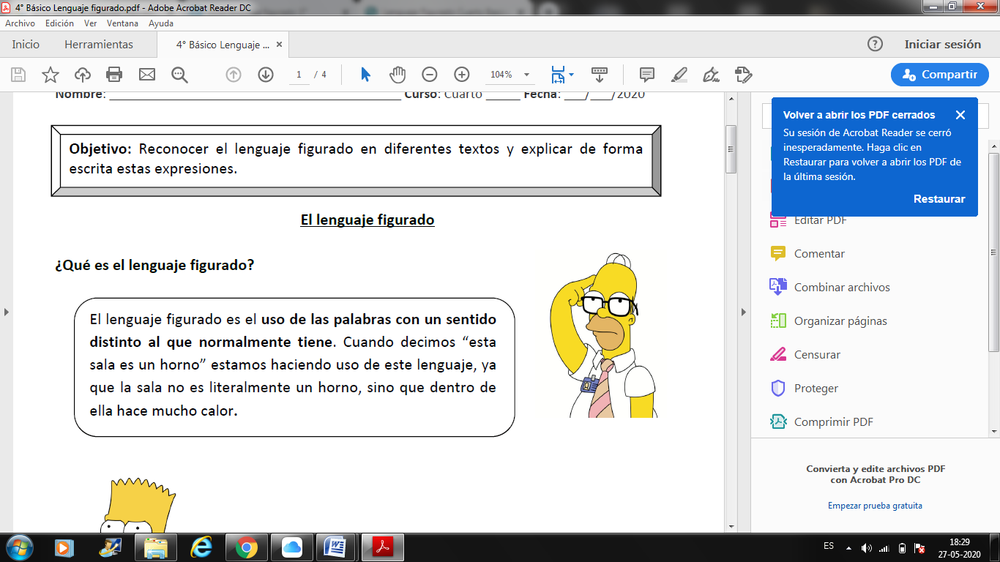 4° Básico Lenguaje figurado.pdf - Adobe Acrobat Reader DC
Archivo Edición Ver Ventana Ayuda
Inicio Herramientas 4° Básico Lenguaje ... Iniciar sesión
1 / 4 104% Compartir
Nombre: Curso: Cuarto Fecha: ___/___/2020
Objetivo: Reconocer el lenguaje figurado en diferentes textos y explicar de forma
escrita estas expresiones.
El lenguaje figurado
¿Qué es el lenguaje figurado?
El lenguaje figurado es el uso de las palabras con un sentido
distinto al que normalmente tiene. Cuando decimos “esta
sala es un horno” estamos haciendo uso de este lenguaje, ya
que la sala no es literalmente un horno, sino que dentro de
ella hace mucho calor.
Volver a abrir los PDF cerrados
Su sesión de Acrobat Reader se cerró
inesperadamente. Haga clic en
Restaurar para volver a abrir los PDF de
la última sesión.
Restaurar
Editar PDF
Comentar
Combinar archivos
Organizar páginas
Censurar
Proteger
Comprimir PDF
Convierta y edite archivos PDF
con Acrobat Pro DC
Empezar prueba gratuita
ES
18:29
27-05-2020